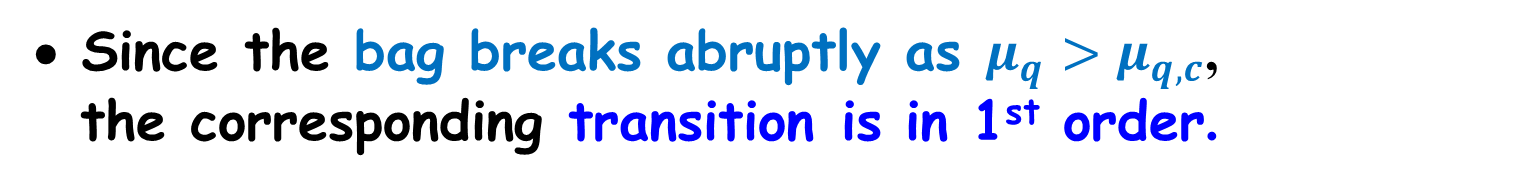 • Since the bag breaks abruptly as μ_q > μ_{q,c},
the corresponding transition is in 1ˢᵗ order.